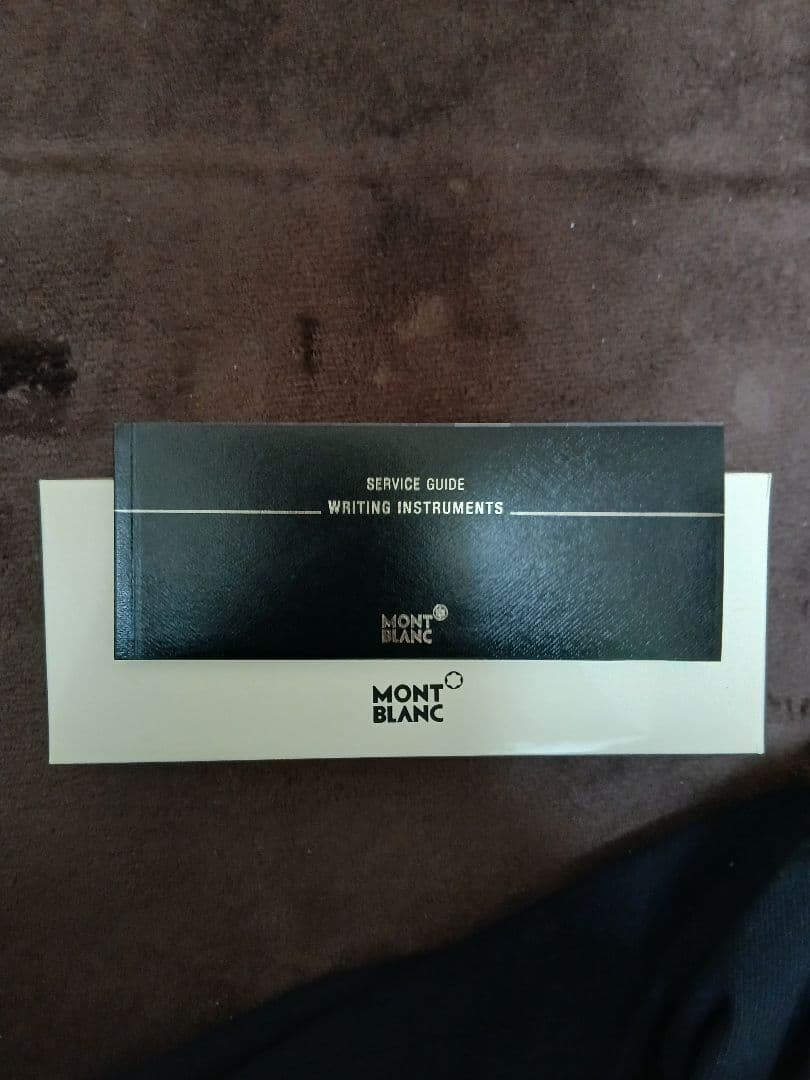 SERVICE GUIDE
WRITING INSTRUMENTS
MONT
BLANC
MONT
BLANC